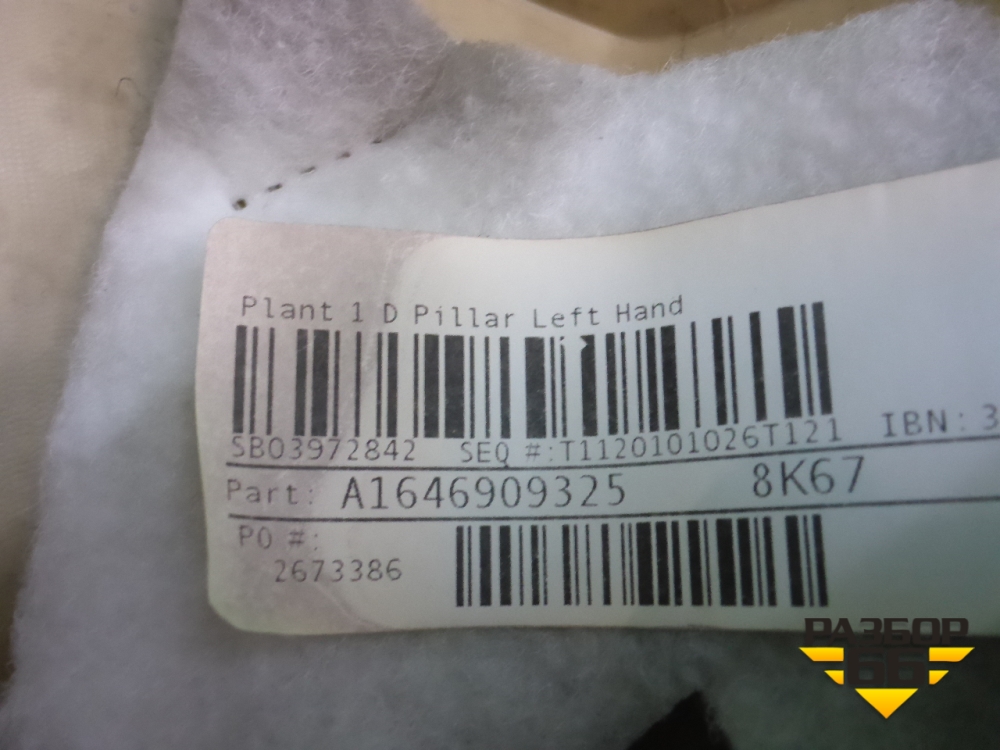 Plant 1 D Pillar Left Hand
SB03972842 SEQ #:T1120101026T121 IBN: 3
Part: A1646909325 8K67
PO #:
2673386
РАЗБОР
66